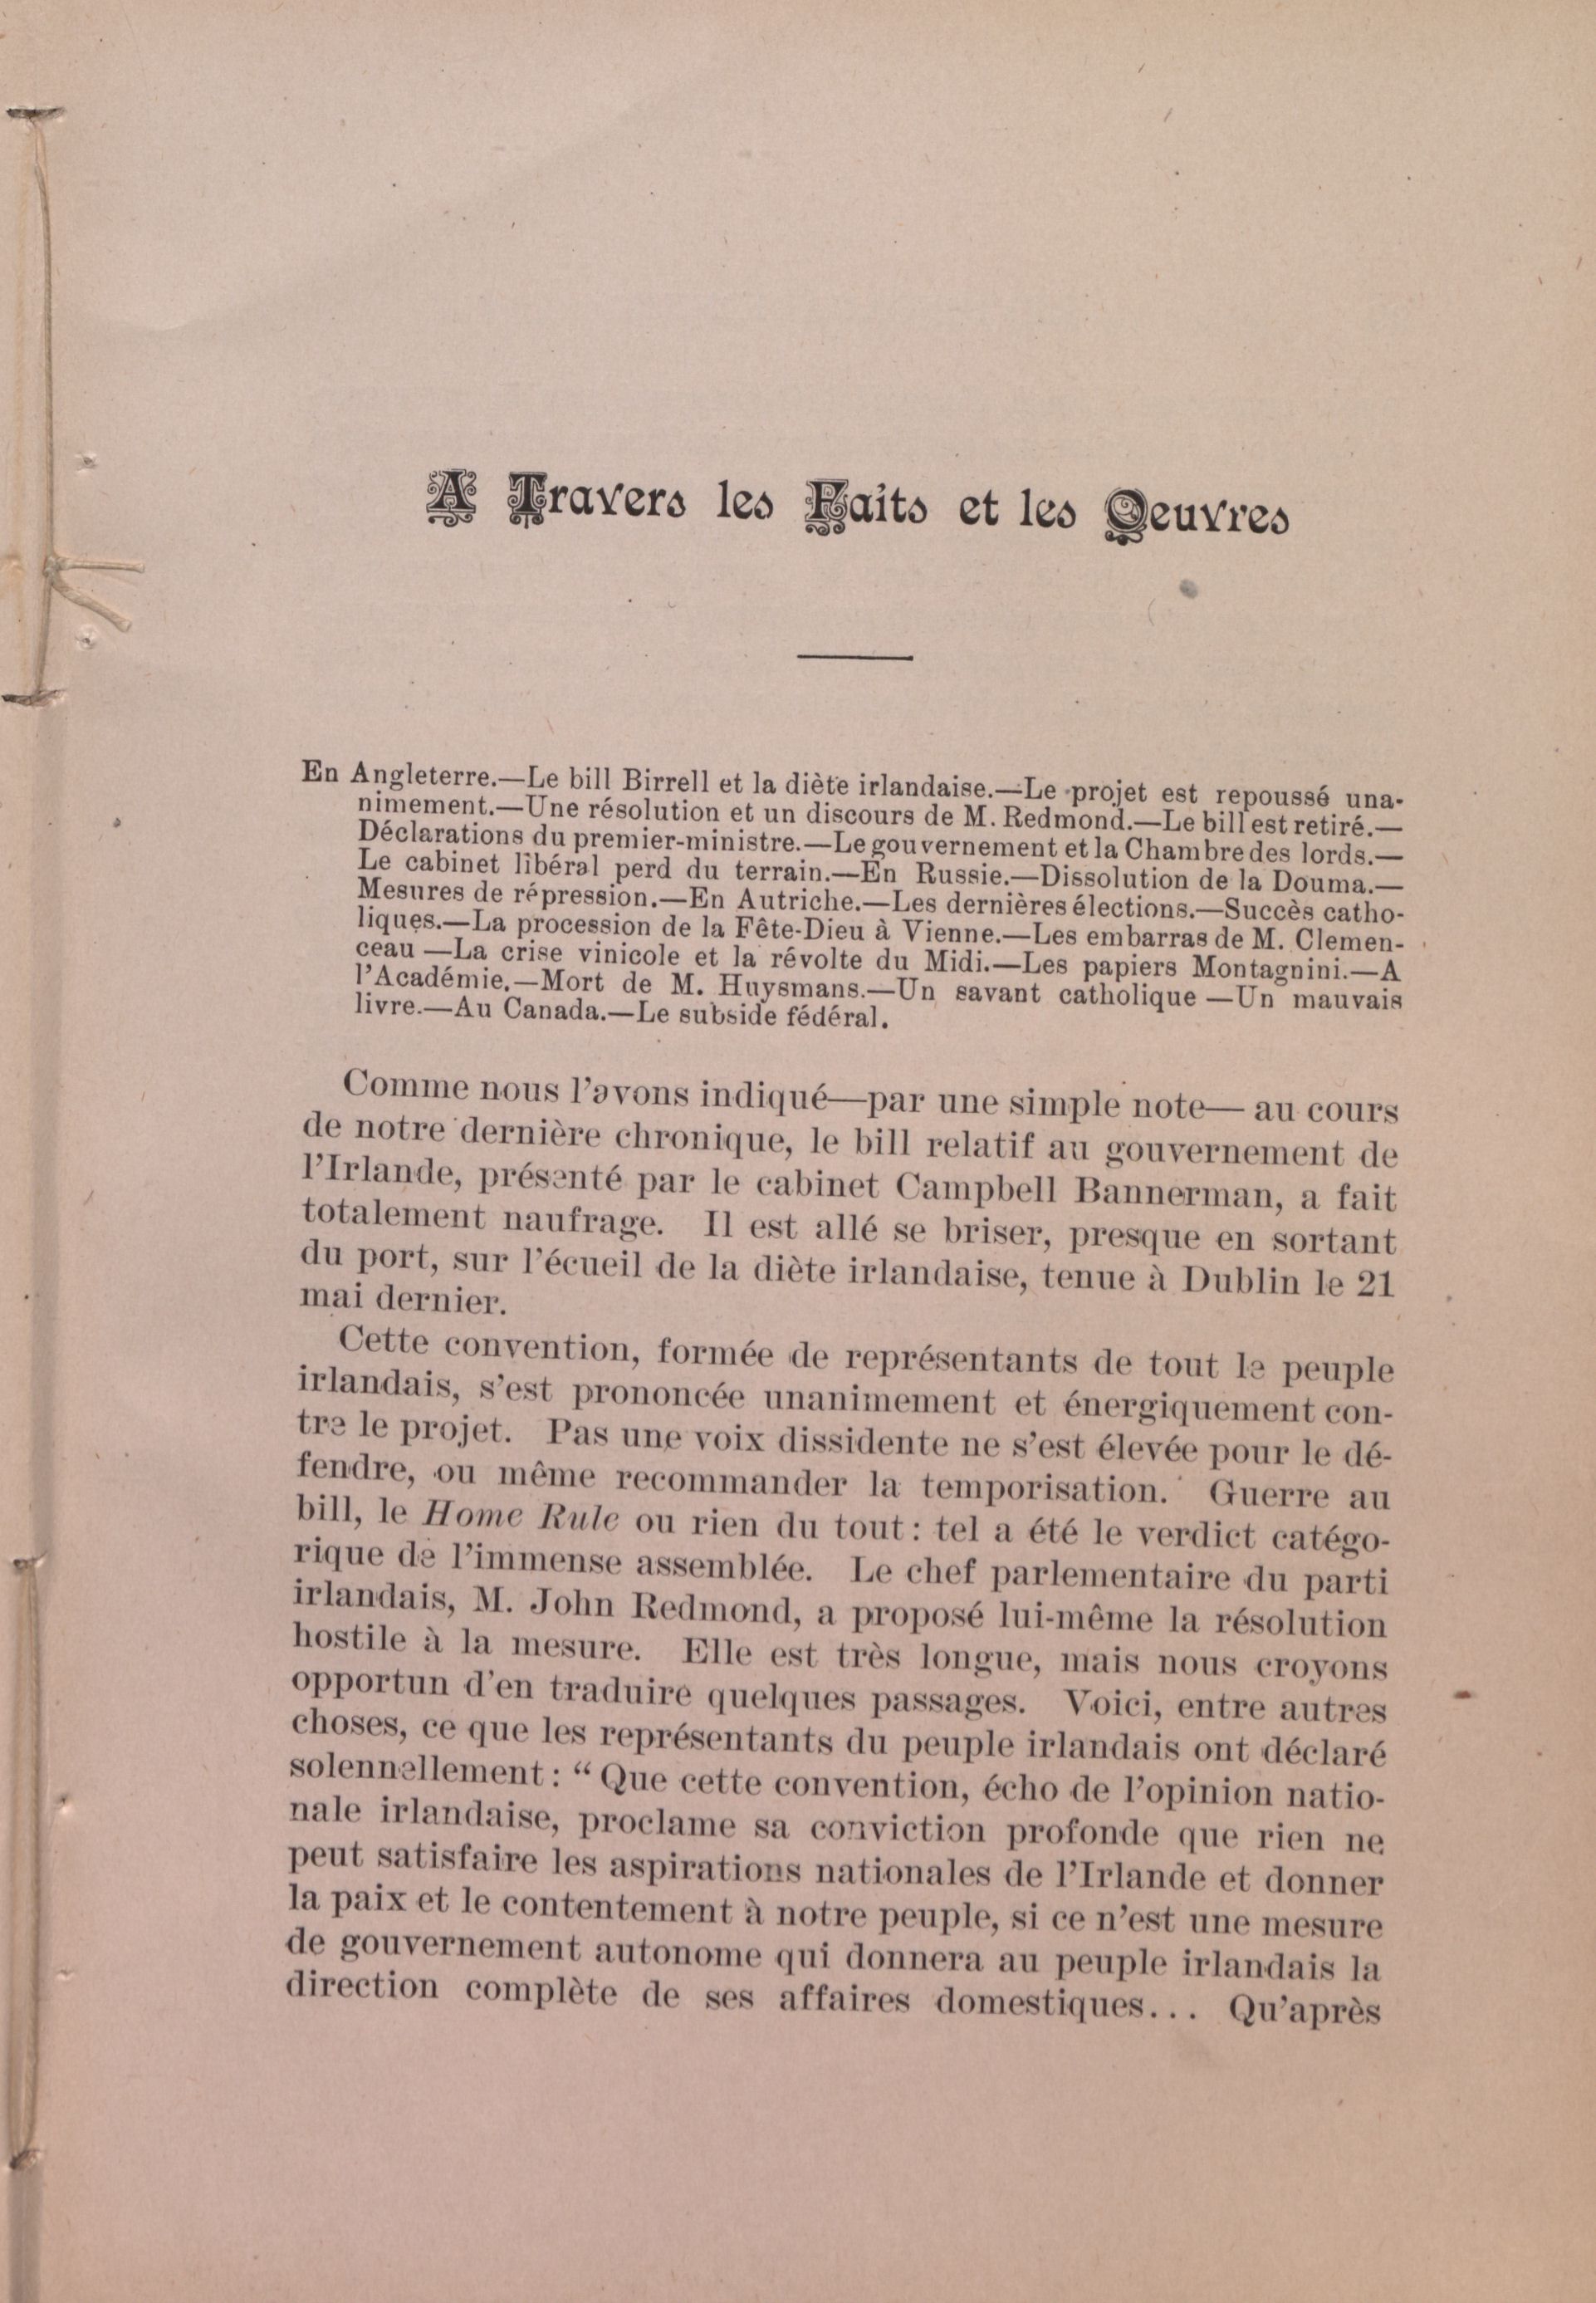 A Travers les Faits et les Oeuvres
En Angleterre.—Le bill Birrell et la diète irlandaise.—Le projet est repoussé una-
nimement.—Une résolution et un discours de M. Redmond.—Le bill est retiré.—
Déclarations du premier-ministre.—Le gouvernement et la Chambre des lords.—
Le cabinet libéral perd du terrain.—En Russie.—Dissolution de la Douma.—
Mesures de répression.—En Autriche.—Les dernières élections.—Succès catho-
liques.—La procession de la Fête-Dieu à Vienne.—Les embarras de M. Clemen-
ceau —La crise vinicole et la révolte du Midi.—Les papiers Montagnini.—A
l'Académie.—Mort de M. Huysmans.—Un savant catholique —Un mauvais
livre.—Au Canada.—Le subside fédéral.
Comme nous l'avons indiqué—par une simple note— au cours
de notre dernière chronique, le bill relatif au gouvernement de
l'Irlande, présenté par le cabinet Campbell Bannerman, a fait
totalement naufrage. Il est allé se briser, presque en sortant
du port, sur l'écueil de la diète irlandaise, tenue à Dublin le 21
mai dernier.
Cette convention, formée de représentants de tout le peuple
irlandais, s'est prononcée unanimement et énergiquement con-
tre le projet. Pas une voix dissidente ne s'est élevée pour le dé-
fendre, ou même recommander la temporisation. Guerre au
bill, le Home Rule ou rien du tout : tel a été le verdict catégo-
rique de l'immense assemblée. Le chef parlementaire du parti
irlandais, M. John Redmond, a proposé lui-même la résolution
hostile à la mesure. Elle est très longue, mais nous croyons
opportun d'en traduire quelques passages. Voici, entre autres
choses, ce que les représentants du peuple irlandais ont déclaré
solennellement : “ Que cette convention, écho de l'opinion natio-
nale irlandaise, proclame sa conviction profonde que rien ne
peut satisfaire les aspirations nationales de l'Irlande et donner
la paix et le contentement à notre peuple, si ce n'est une mesure
de gouvernement autonome qui donnera au peuple irlandais la
direction complète de ses affaires domestiques... Qu'après